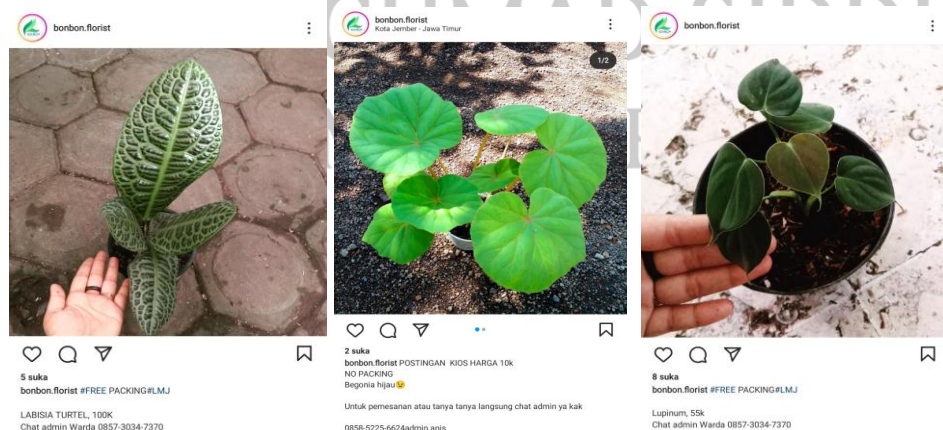 bonbon.florist
5 suka
bonbon.florist #FREE PACKING#LMJ
LABISIA TURTEL, 100K
Chat admin Warda 0857-3034-7370
bonbon.florist
Kota Jember - Jawa Timur
1/2
2 suka
bonbon.florist POSTINGAN KIOS HARGA 10k
NO PACKING
Begonia hijau😉
Untuk pemesanan atau tanya tanya langsung chat admin ya kak
0858-5225-6624admin anis
bonbon.florist
8 suka
bonbon.florist #FREE PACKING#LMJ
Lupinum, 55k
Chat admin Warda 0857-3034-7370